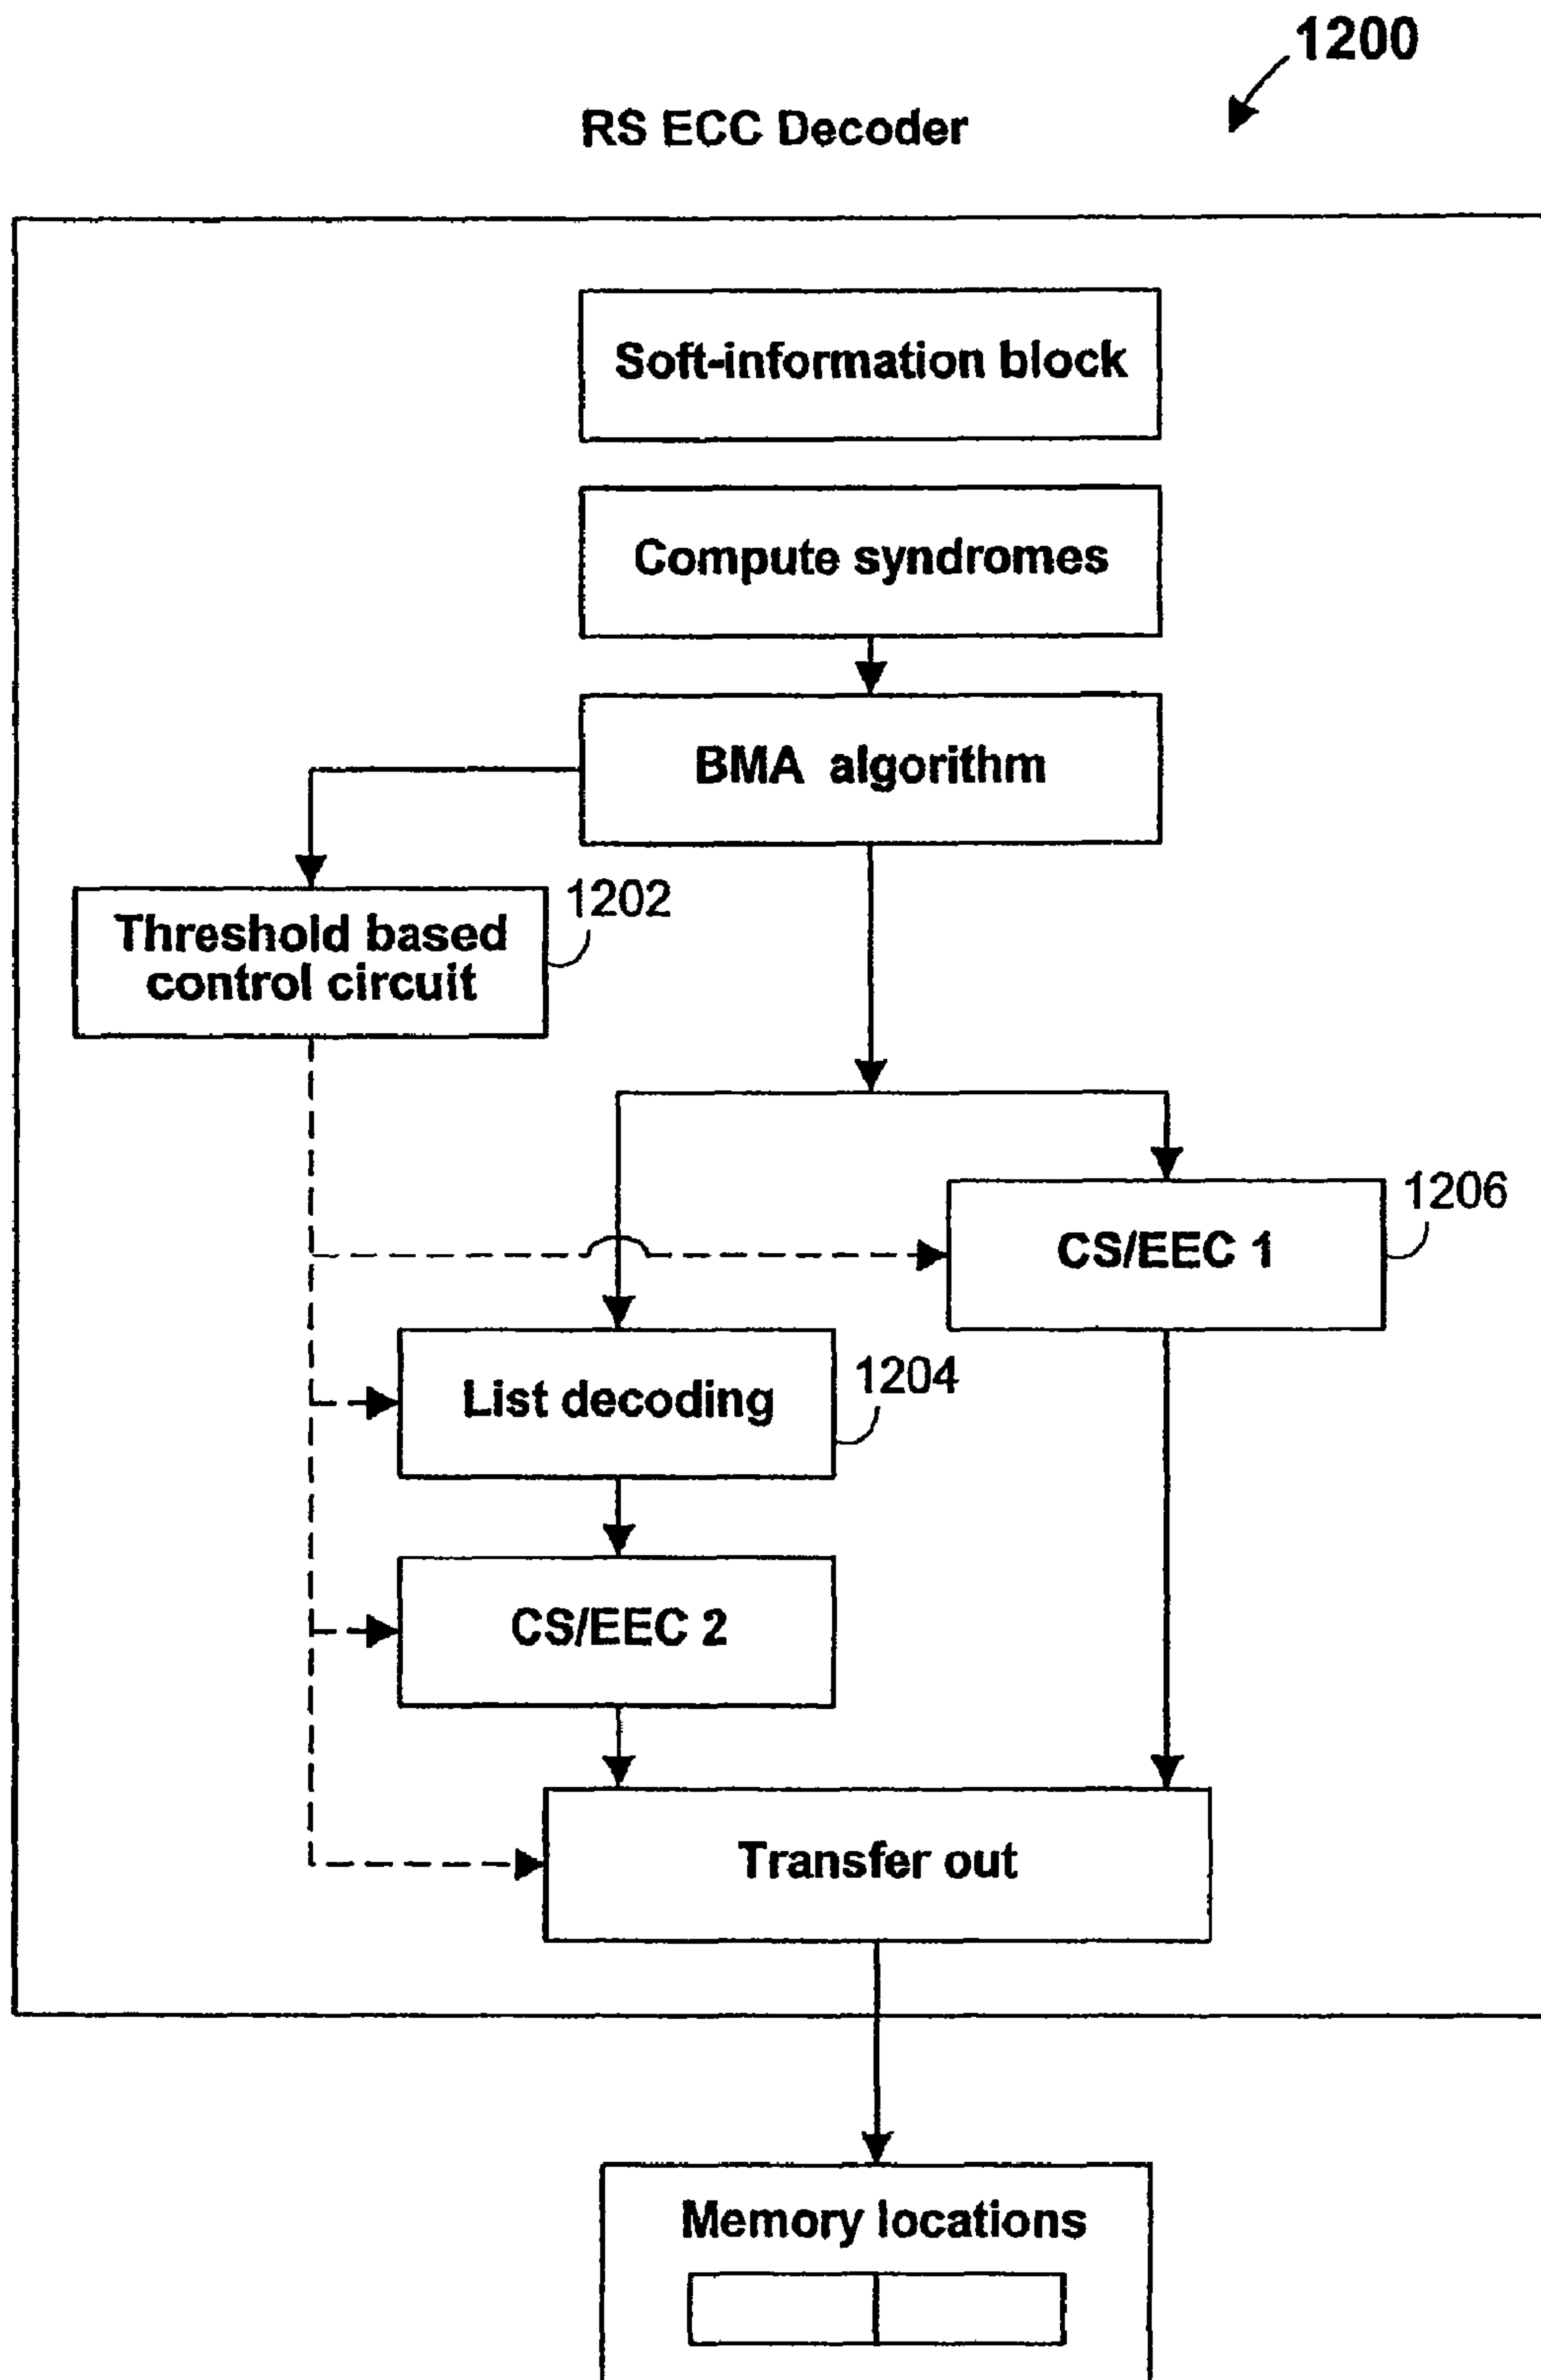 1200
RS ECC Decoder
Soft-information block
Compute syndromes
BMA algorithm
1202
Threshold based
control circuit
1206
CS/EEC 1
1204
List decoding
CS/EEC 2
Transfer out
Memory locations